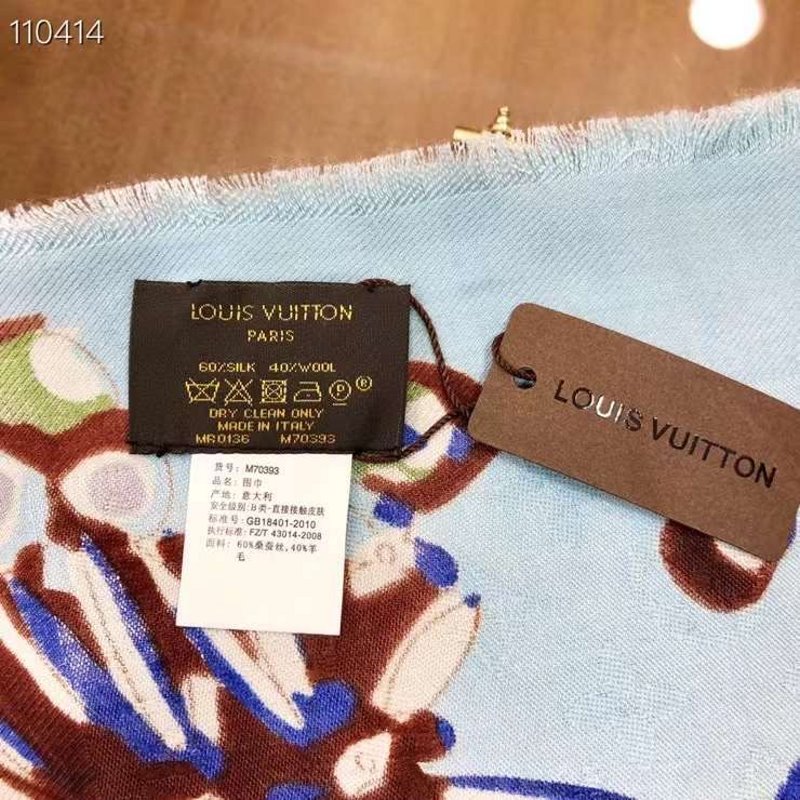 110414
LOUIS VUITTON
PARIS
60%SILK 40%WOOL
P B
DRY CLEAN ONLY
MADE IN ITALY
MR0136 M70393
LOUIS VUITTON
货号: M70393
品名: 围巾
产地: 意大利
安全级别: B类-直接接触皮肤
标准号: GB18401-2010
执行标准: FZ/T 43014-2008
面料: 60%桑蚕丝, 40%羊
毛